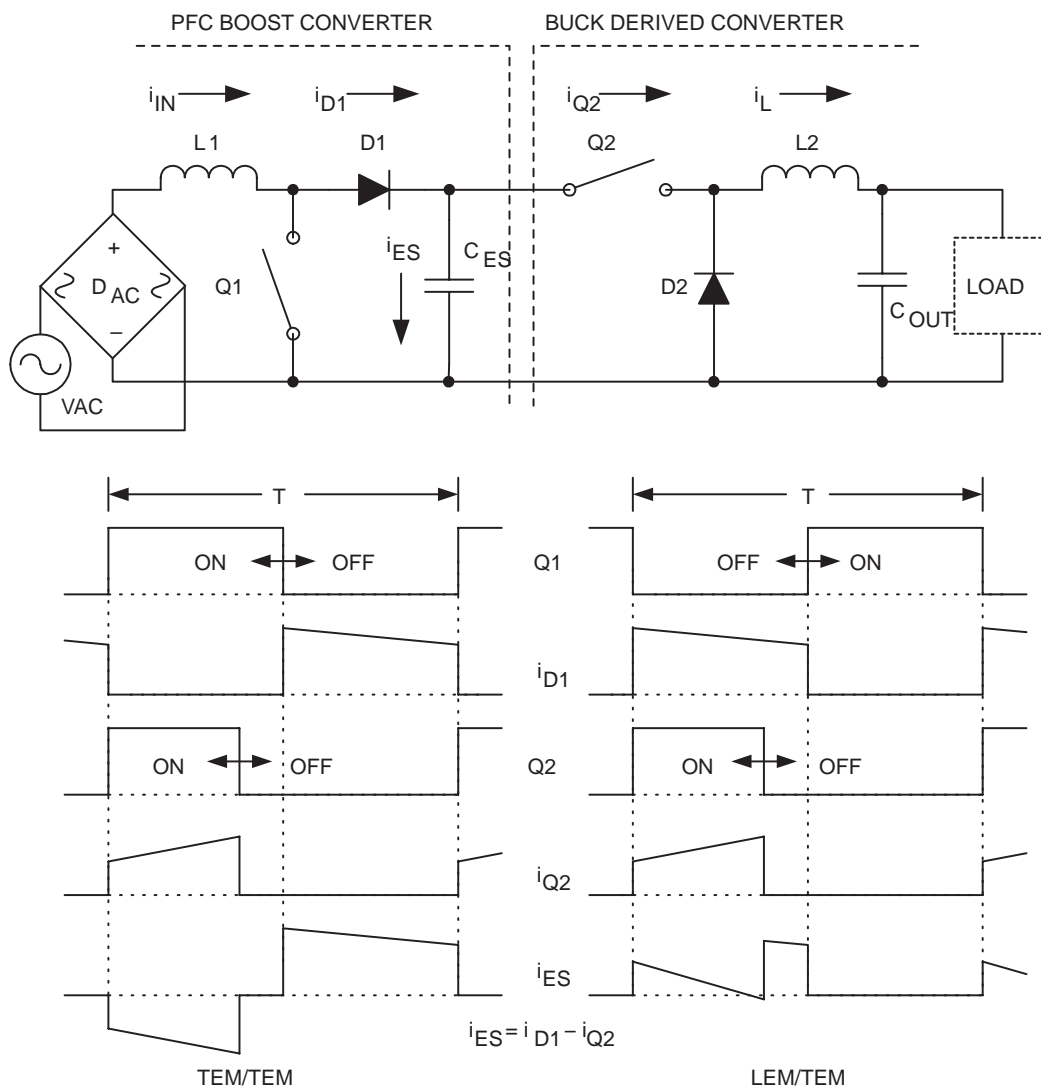 PFC BOOST CONVERTER
BUCK DERIVED CONVERTER
iIN
iD1
iQ2
iL
L1
D1
Q2
L2
+
DAC
−
Q1
iES
CES
D2
COUT
LOAD
VAC
T
T
ON
OFF
Q1
OFF
ON
iD1
ON
OFF
Q2
ON
OFF
iQ2
iES
iES = iD1 − iQ2
TEM/TEM
LEM/TEM